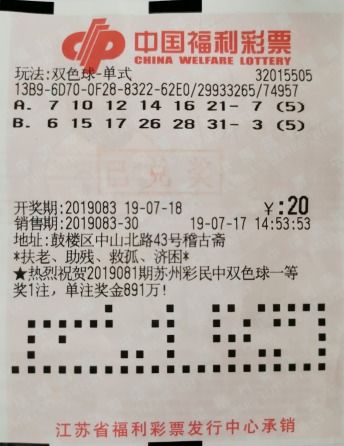 中国福利彩票
CHINA WELFARE LOTTERY
玩法:双色球-单式 32015505
13B9-6D70-0F28-8322-62E0/29933265/74957
A. 7 10 12 14 16 21- 7 (5)
B. 6 15 17 26 28 31- 3 (5)
已兑奖
开奖期:2019083 19-07-18 ¥:20
销售期:2019083-30 19-07-17 14:53:53
地址:鼓楼区中山北路43号稽古斋
*扶老、助残、救孤、济困*
★热烈祝贺2019081期苏州彩民中双色球一等
奖1注,单注奖金891万!
江苏省福利彩票发行中心承销